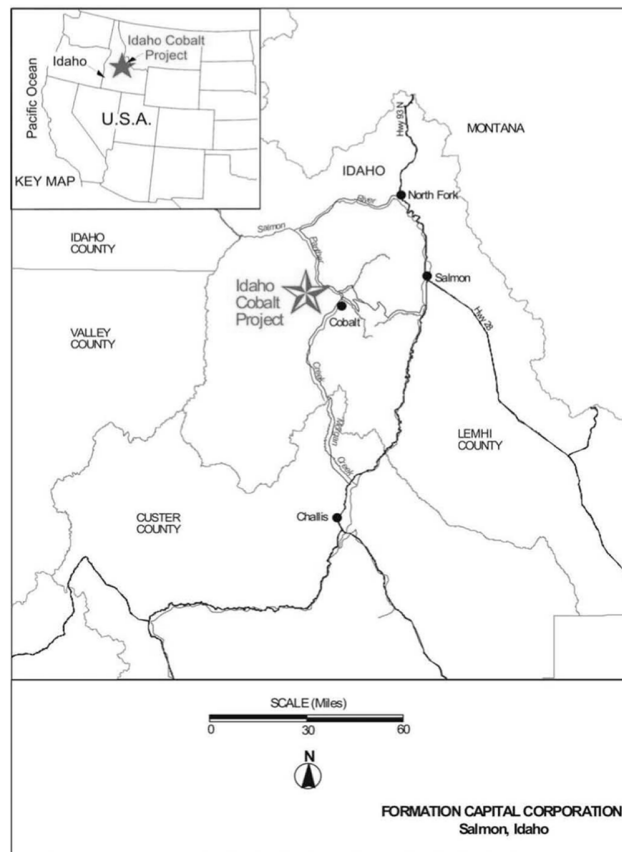 Idaho Cobalt
Project
Idaho
Pacific Ocean
U.S.A.
KEY MAP
Hwy 93 N
MONTANA
IDAHO
North Fork
River
Salmon
IDAHO
COUNTY
Panther
Salmon
Idaho
Cobalt
Project
Cobalt
Hwy 28
VALLEY
COUNTY
Creek
Morgan
Creek
LEMHI
COUNTY
CUSTER
COUNTY
Challis
SCALE (Miles)
0 30 60
N
FORMATION CAPITAL CORPORATION
Salmon, Idaho